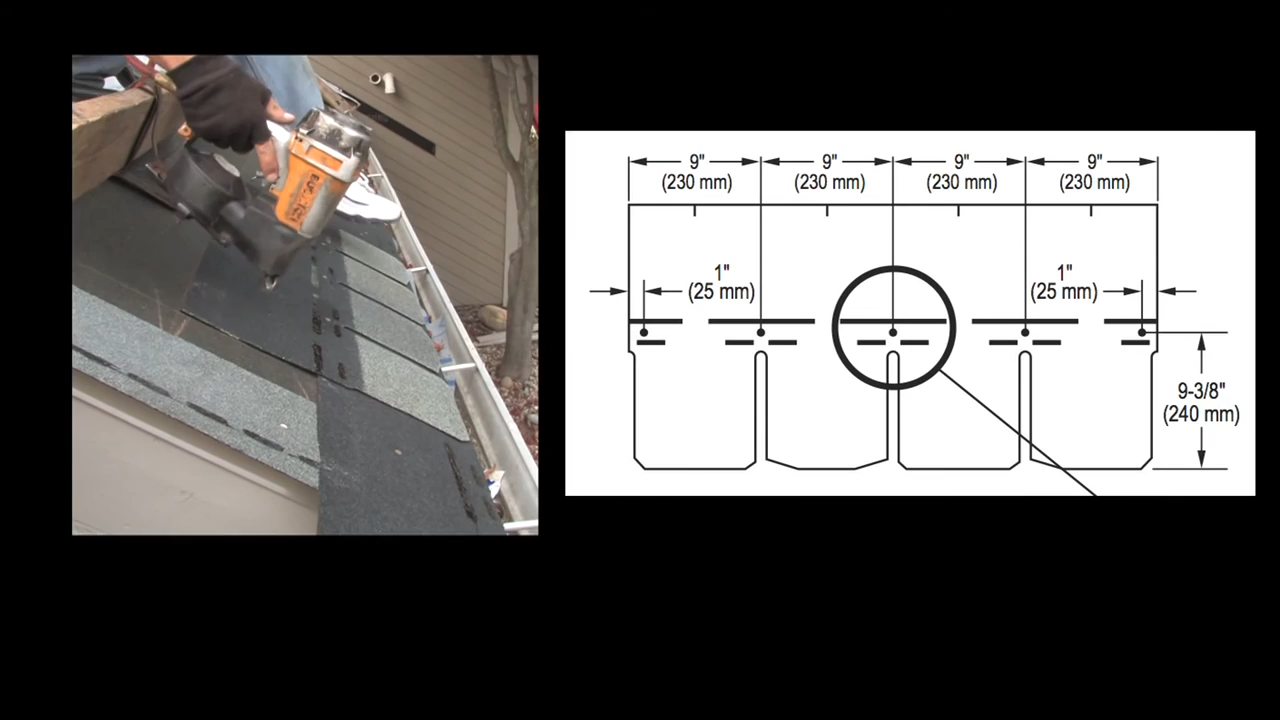 9" 9" 9" 9"
(230 mm) (230 mm) (230 mm) (230 mm)
1" 1"
(25 mm) (25 mm)
9-3/8"
(240 mm)